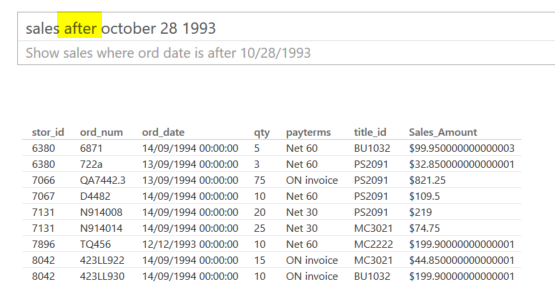 sales after october 28 1993
Show sales where ord date is after 10/28/1993
stor_id ord_num ord_date qty payterms title_id Sales_Amount
6380 6871 14/09/1994 00:00:00 5 Net 60 BU1032 $99.950000000000003
6380 722a 13/09/1994 00:00:00 3 Net 60 PS2091 $32.850000000000001
7066 QA7442.3 13/09/1994 00:00:00 75 ON invoice PS2091 $821.25
7067 D4482 14/09/1994 00:00:00 10 Net 60 PS2091 $109.5
7131 N914008 14/09/1994 00:00:00 20 Net 30 PS2091 $219
7131 N914014 14/09/1994 00:00:00 25 Net 30 MC3021 $74.75
7896 TQ456 12/12/1993 00:00:00 10 Net 60 MC2222 $199.90000000000001
8042 423LL922 14/09/1994 00:00:00 15 ON invoice MC3021 $44.850000000000001
8042 423LL930 14/09/1994 00:00:00 10 ON invoice BU1032 $199.90000000000001